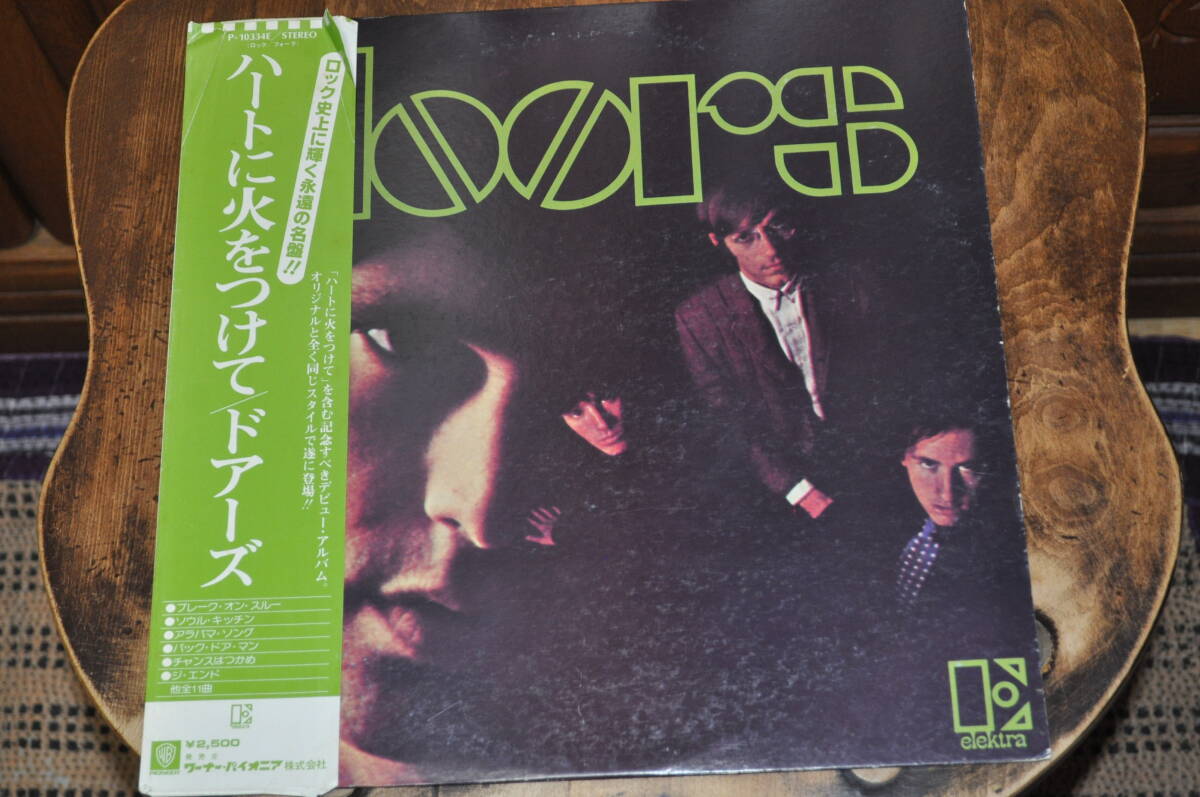 P-10334E/STEREO
(ロック/フォーク)
ハートに火をつけて/ドアーズ
ロック史上に輝く永遠の名盤!!
「ハートに火をつけて」を含む記念すべきデビュー・アルバム。
オリジナルと全く同じスタイルで遂に登場!!
●ブレーク・オン・スルー
●ソウル・キッチン
●アラバマ・ソング
●バック・ドア・マン
●チャンスはつかめ
●ジ・エンド
他全11曲
¥2,500
発売元
ワーナー・パイオニア株式会社
PIONEER
doors
elektra